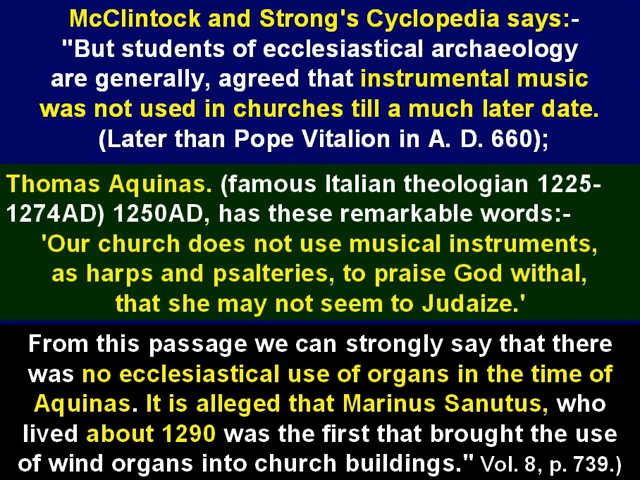 McClintock and Strong's Cyclopedia says:-
"But students of ecclesiastical archaeology
are generally, agreed that instrumental music
was not used in churches till a much later date.
(Later than Pope Vitalion in A. D. 660);
Thomas Aquinas. (famous Italian theologian 1225-
1274AD) 1250AD, has these remarkable words:-
'Our church does not use musical instruments,
as harps and psalteries, to praise God withal,
that she may not seem to Judaize.'
From this passage we can strongly say that there
was no ecclesiastical use of organs in the time of
Aquinas. It is alleged that Marinus Sanutus, who
lived about 1290 was the first that brought the use
of wind organs into church buildings." Vol. 8, p. 739.)